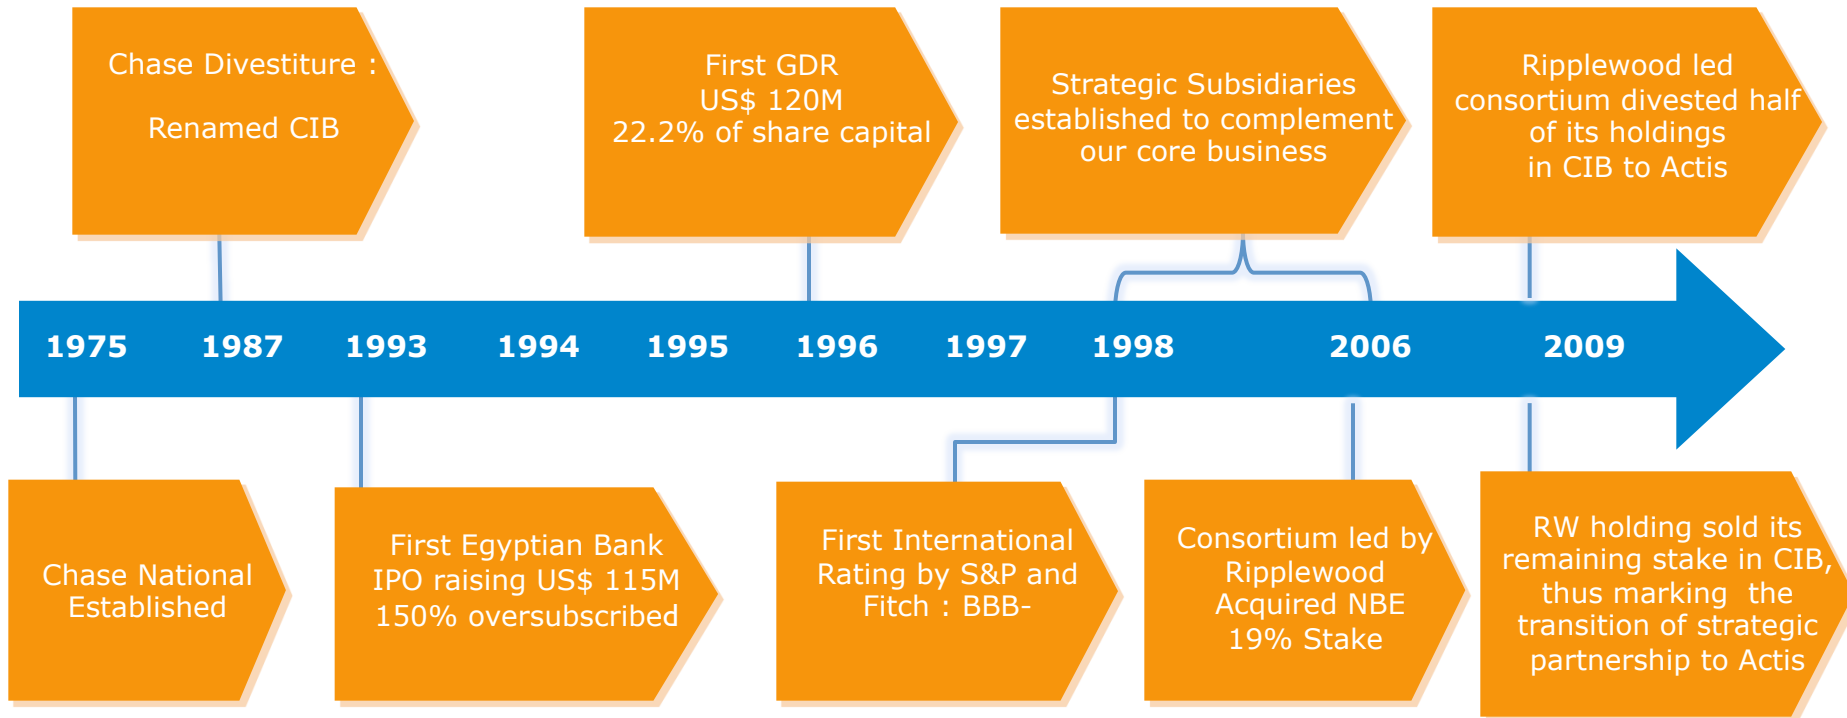 Chase Divestiture :
Renamed CIB
First GDR
US$ 120M
22.2% of share capital
Strategic Subsidiaries
established to complement
our core business
Ripplewood led
consortium divested half
of its holdings
in CIB to Actis
1975 1987 1993 1994 1995 1996 1997 1998 2006 2009
Chase National
Established
First Egyptian Bank
IPO raising US$ 115M
150% oversubscribed
First International
Rating by S&P and
Fitch : BBB-
Consortium led by
Ripplewood
Acquired NBE
19% Stake
RW holding sold its
remaining stake in CIB,
thus marking the
transition of strategic
partnership to Actis